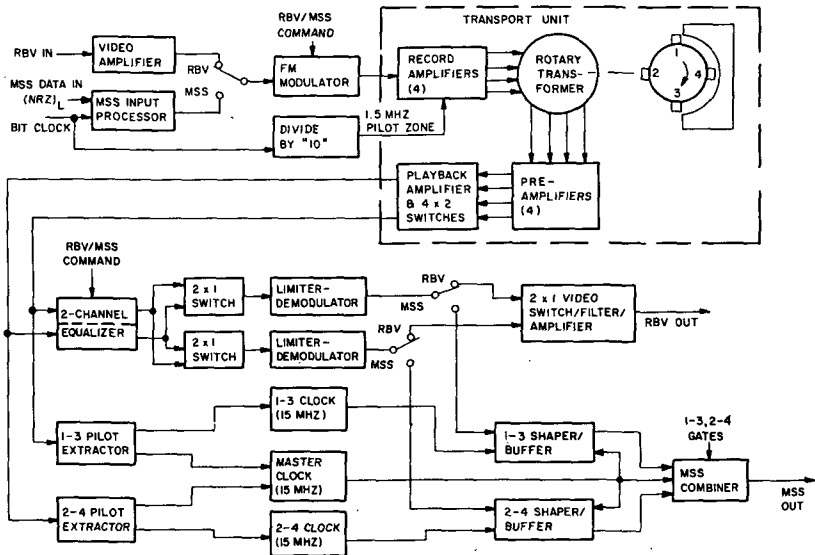 RBV/MSS
COMMAND
TRANSPORT UNIT
RBV IN
VIDEO
AMPLIFIER
RBV
MSS
FM
MODULATOR
RECORD
AMPLIFIERS
(4)
ROTARY
TRANS-
FORMER
1
2
3
4
MSS DATA IN
(NRZ)L
BIT CLOCK
MSS INPUT
PROCESSOR
DIVIDE
BY "10"
1.5 MHZ
PILOT ZONE
PLAYBACK
AMPLIFIER
& 4 x 2
SWITCHES
PRE-
AMPLIFIERS
(4)
RBV/MSS
COMMAND
2-CHANNEL
EQUALIZER
2 x 1
SWITCH
LIMITER-
DEMODULATOR
RBV
MSS
2 x 1
SWITCH
LIMITER-
DEMODULATOR
RBV
MSS
2 x 1 VIDEO
SWITCH/FILTER/
AMPLIFIER
RBV OUT
1-3 PILOT
EXTRACTOR
1-3 CLOCK
(15 MHZ)
MASTER
CLOCK
(15 MHZ)
2-4 PILOT
EXTRACTOR
2-4 CLOCK
(15 MHZ)
1-3 SHAPER/
BUFFER
2-4 SHAPER/
BUFFER
1-3, 2-4
GATES
MSS
COMBINER
MSS
OUT